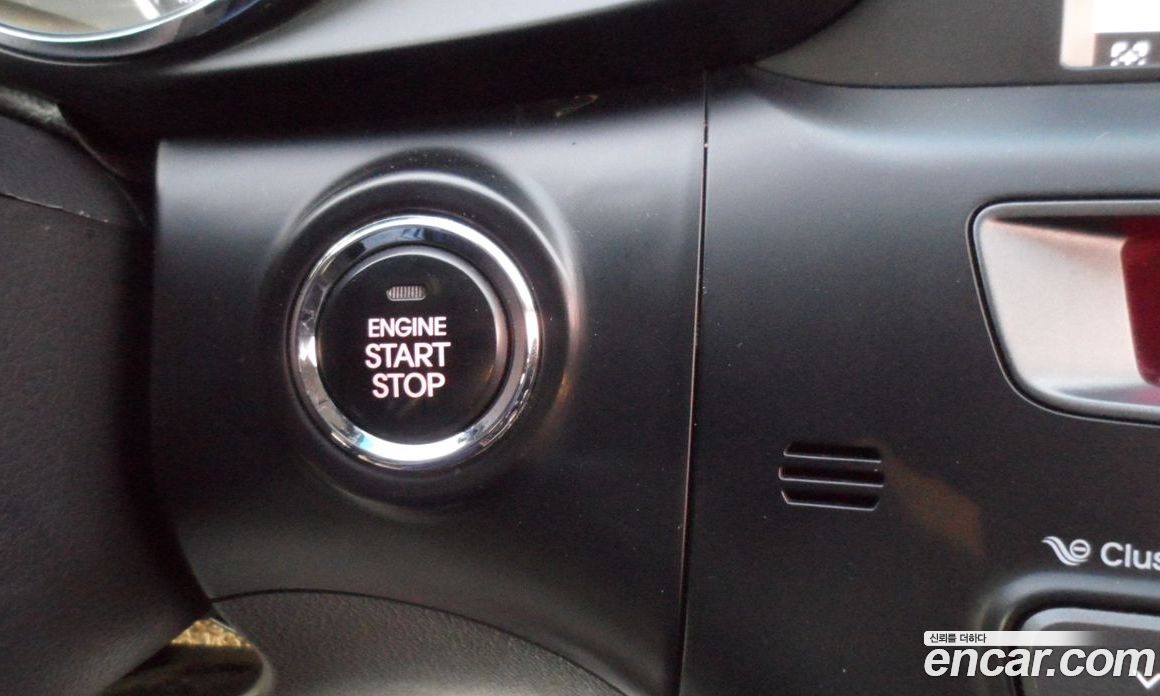 ENGINE
START
STOP
Clus
신뢰를 더하다
encar.com